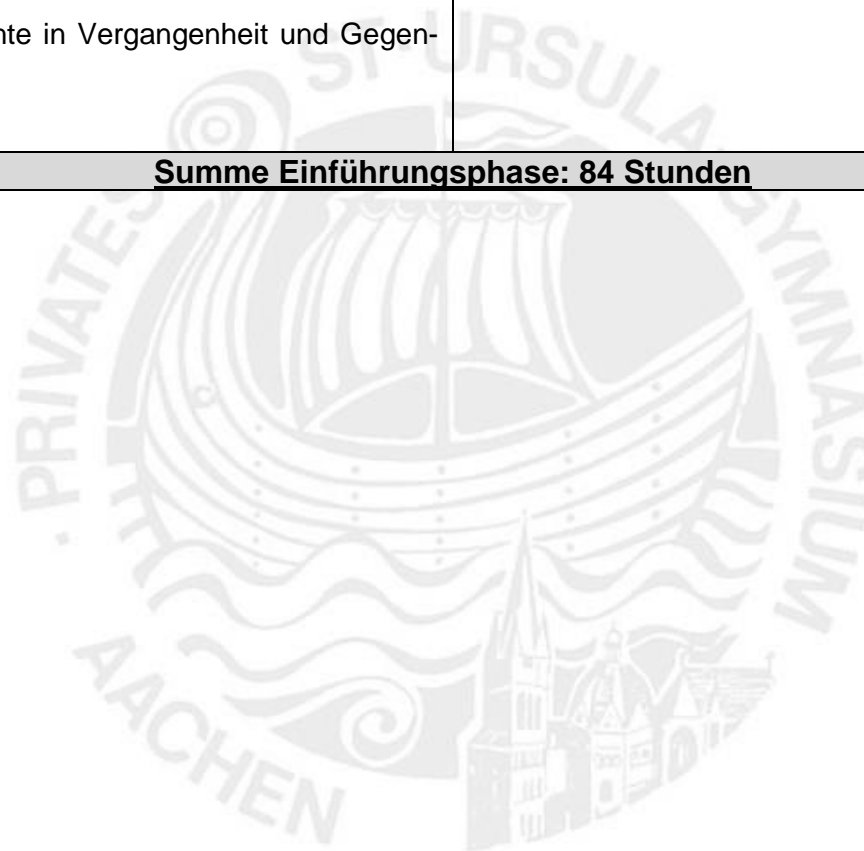 nte in Vergangenheit und Gegen-
Summe Einführungsphase: 84 Stunden
· PRIVATES ST·URSULA GYMNASIUM
AACHEN